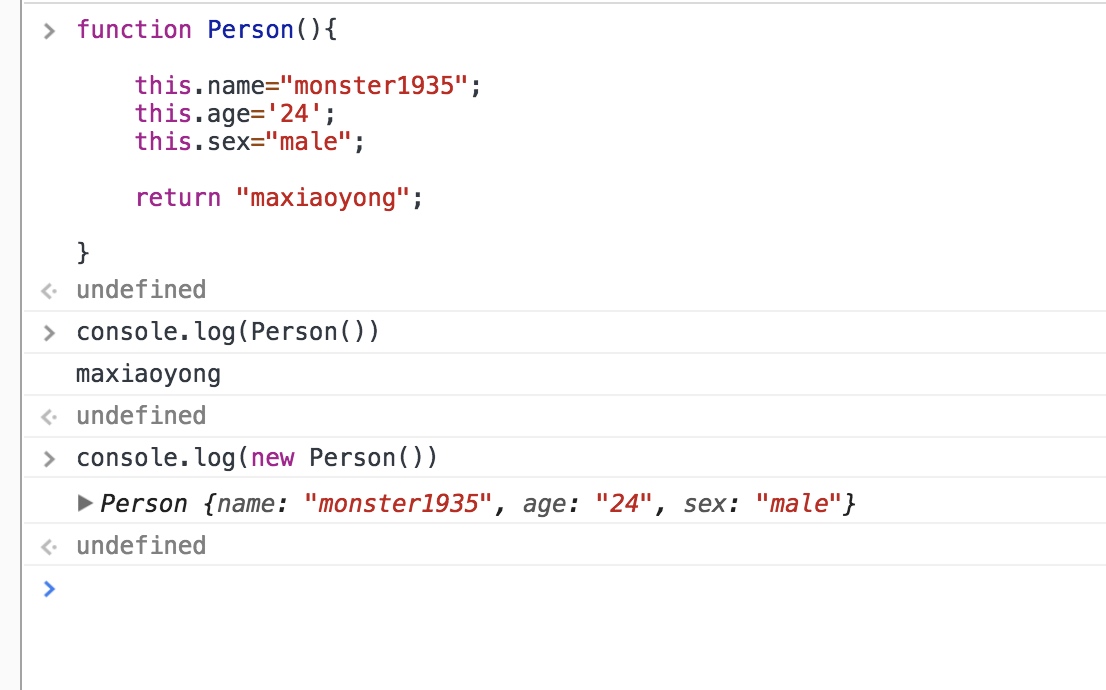 function Person(){
this.name="monster1935";
this.age='24';
this.sex="male";
return "maxiaoyong";
}
undefined
console.log(Person())
maxiaoyong
undefined
console.log(new Person())
Person {name: "monster1935", age: "24", sex: "male"}
undefined